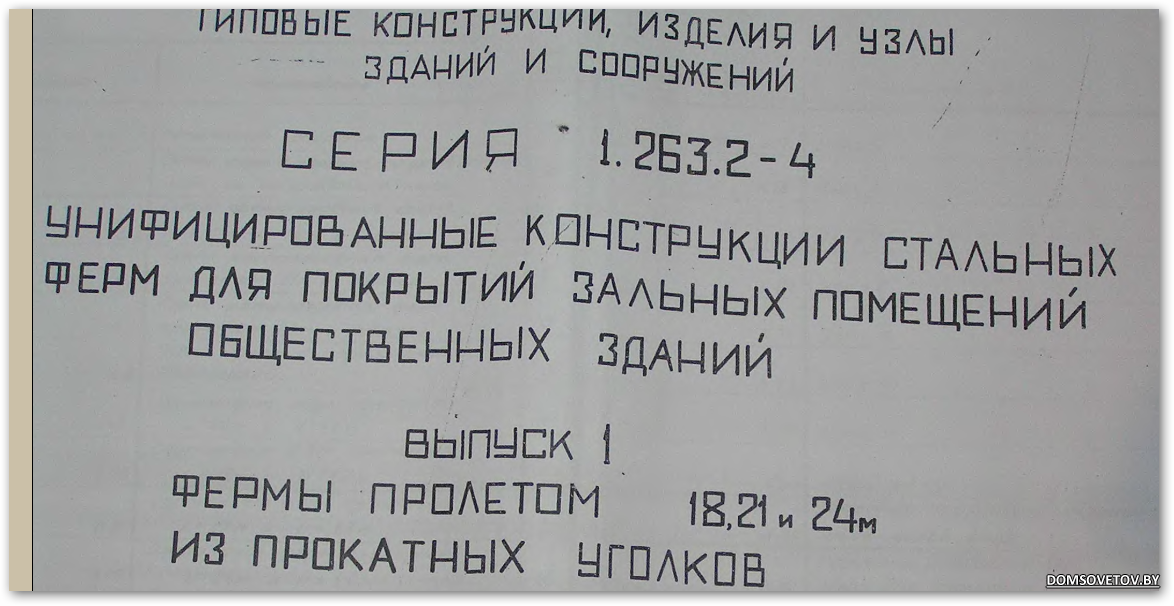 ТИПОВЫЕ КОНСТРУКЦИИ, ИЗДЕЛИЯ И УЗЛЫ
ЗДАНИЙ И СООРУЖЕНИЙ
СЕРИЯ 1.263.2-4
УНИФИЦИРОВАННЫЕ КОНСТРУКЦИИ СТАЛЬНЫХ
ФЕРМ ДЛЯ ПОКРЫТИЙ ЗАЛЬНЫХ ПОМЕЩЕНИЙ
ОБЩЕСТВЕННЫХ ЗДАНИЙ
ВЫПУСК 1
ФЕРМЫ ПРОЛЕТОМ 18,21 и 24м
ИЗ ПРОКАТНЫХ УГОЛКОВ
DOMSOVETOV.BY